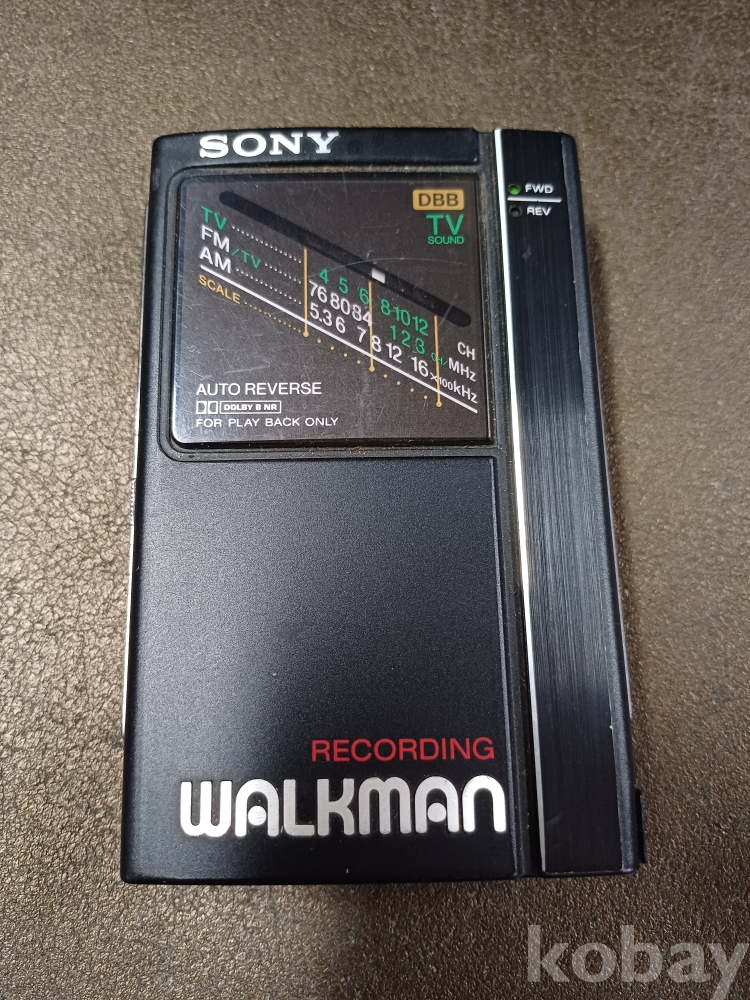 SONY
FWD
REV
DBB
TV
SOUND
TV
FM/TV
AM
SCALE
4 5 6 8 10 12
76 80 84 1 2 3 CH/MHz
5.3 6 7 8 12 16 ×100kHz
CH
AUTO REVERSE
DOLBY B NR
FOR PLAY BACK ONLY
RECORDING
WALKMAN
kobay